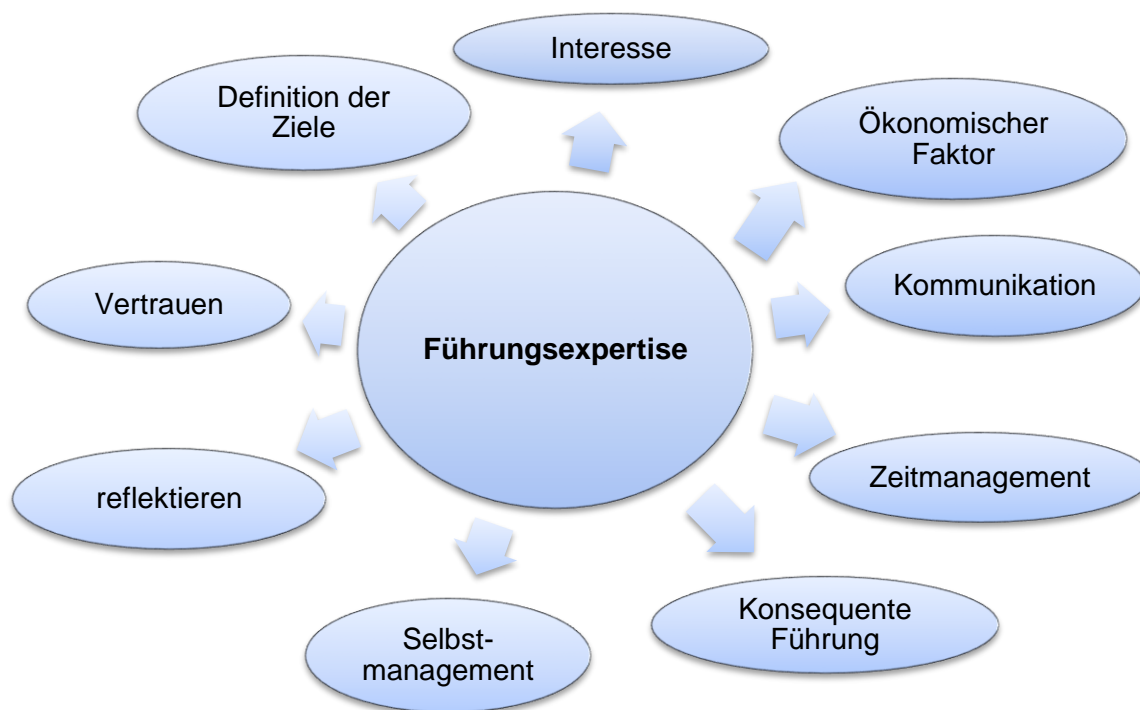 Interesse
Definition der
Ziele
Ökonomischer
Faktor
Vertrauen
Kommunikation
Führungsexpertise
reflektieren
Zeitmanagement
Selbst-
management
Konsequente
Führung